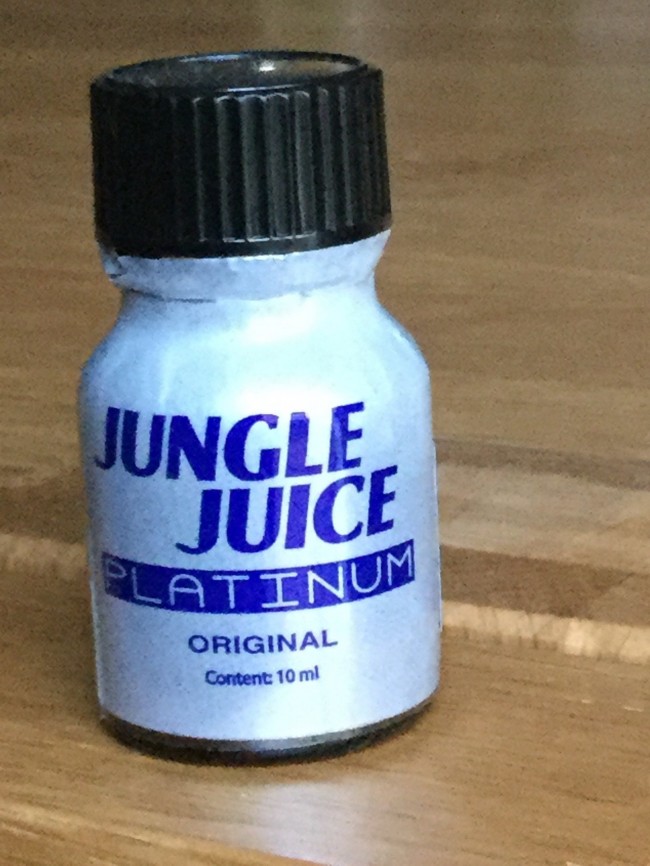 JUNGLE
JUICE
PLATINUM
ORIGINAL
Content: 10 ml